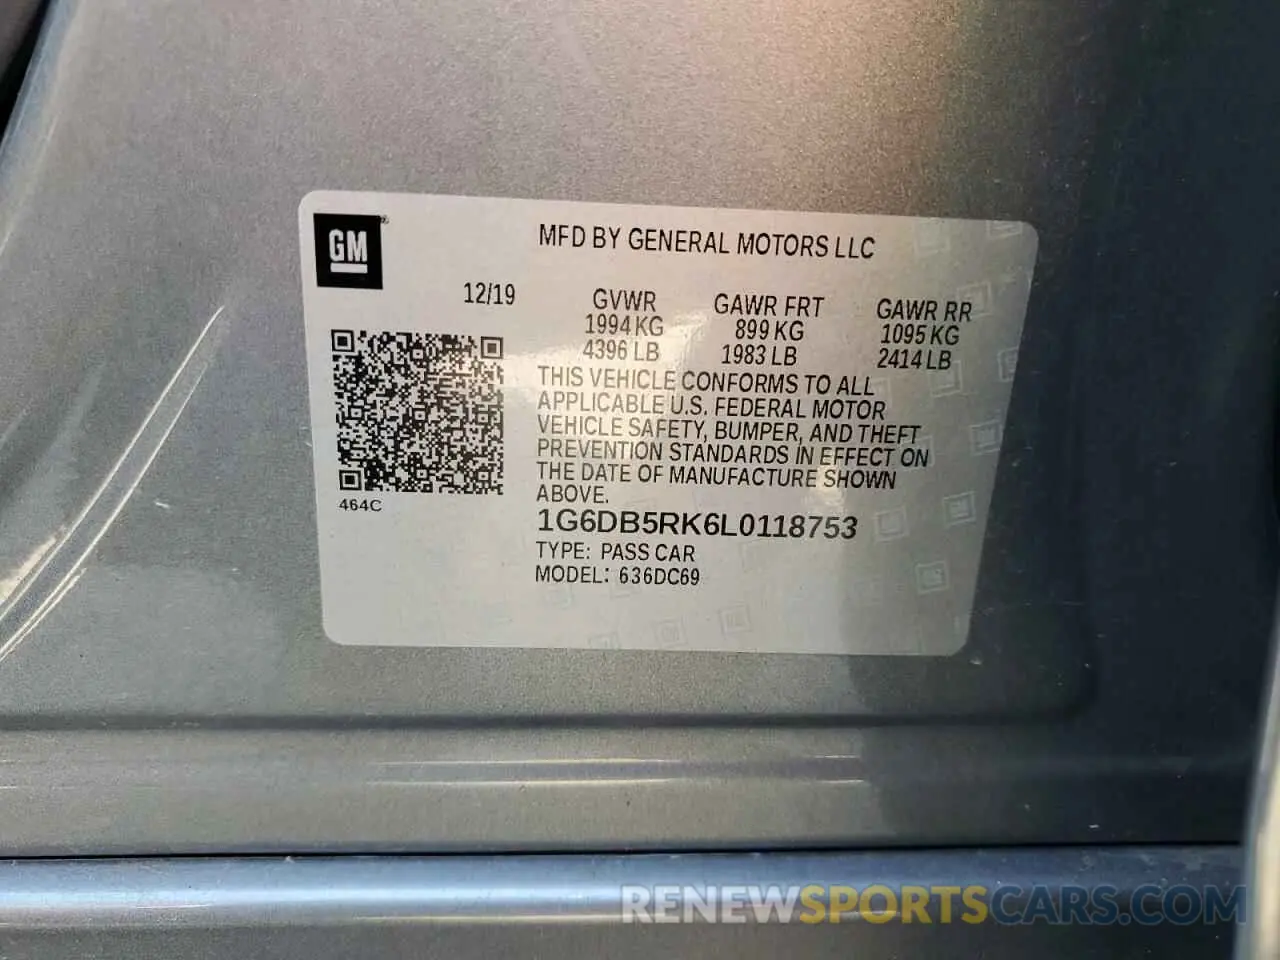 GM®
MFD BY GENERAL MOTORS LLC
12/19
GVWR GAWR FRT GAWR RR
1994 KG 899 KG 1095 KG
4396 LB 1983 LB 2414 LB
THIS VEHICLE CONFORMS TO ALL
APPLICABLE U.S. FEDERAL MOTOR
VEHICLE SAFETY, BUMPER, AND THEFT
PREVENTION STANDARDS IN EFFECT ON
THE DATE OF MANUFACTURE SHOWN
ABOVE.
464C
1G6DB5RK6L0118753
TYPE: PASS CAR
MODEL: 636DC69
RENEWSPORTSCARS.COM